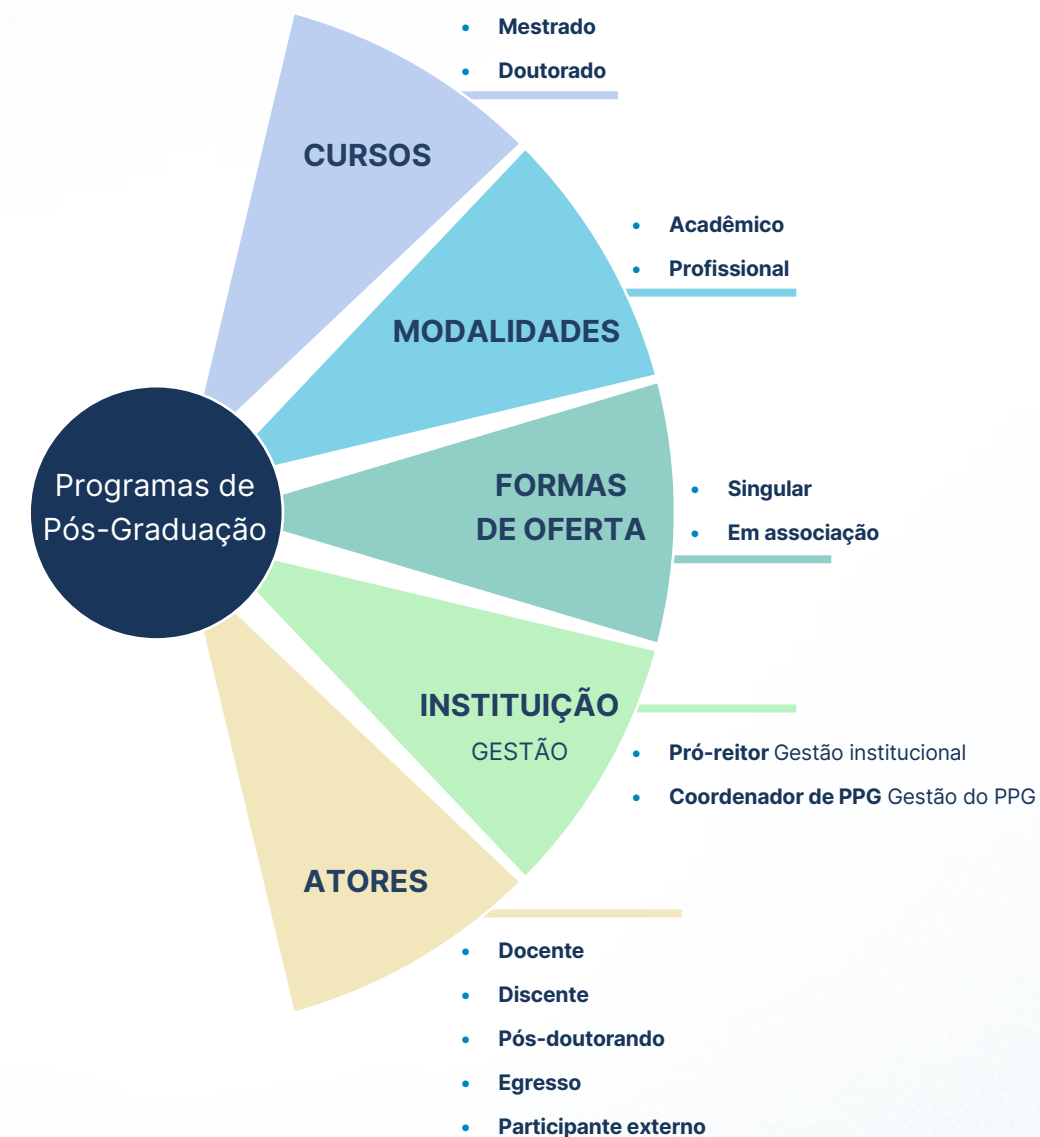 • Mestrado
• Doutorado
CURSOS
• Acadêmico
• Profissional
MODALIDADES
Programas de
Pós-Graduação
FORMAS
DE OFERTA
• Singular
• Em associação
INSTITUIÇÃO
GESTÃO
• Pró-reitor Gestão institucional
• Coordenador de PPG Gestão do PPG
ATORES
• Docente
• Discente
• Pós-doutorando
• Egresso
• Participante externo